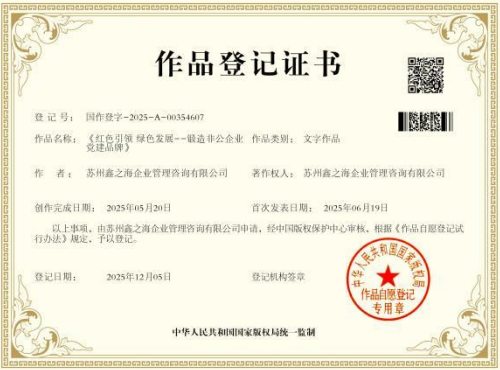 作品登记证书
登 记 号： 国作登字-2025-A-00354607
作品名称： 《红色引领 绿色发展--锻造非公企业党建品牌》 作品类别： 文字作品
作 者： 苏州鑫之海企业管理咨询有限公司 著作权人： 苏州鑫之海企业管理咨询有限公司
创作完成日期： 2025年05月20日 首次发表日期： 2025年06月19日
以上事项，由苏州鑫之海企业管理咨询有限公司申请，经中国版权保护中心审核，根据《作品自愿登记试
行办法》规定，予以登记。
登记日期： 2025年12月05日 登记机构签章
中华人民共和国国家版权局
作品自愿登记
专用章
中华人民共和国国家版权局统一监制